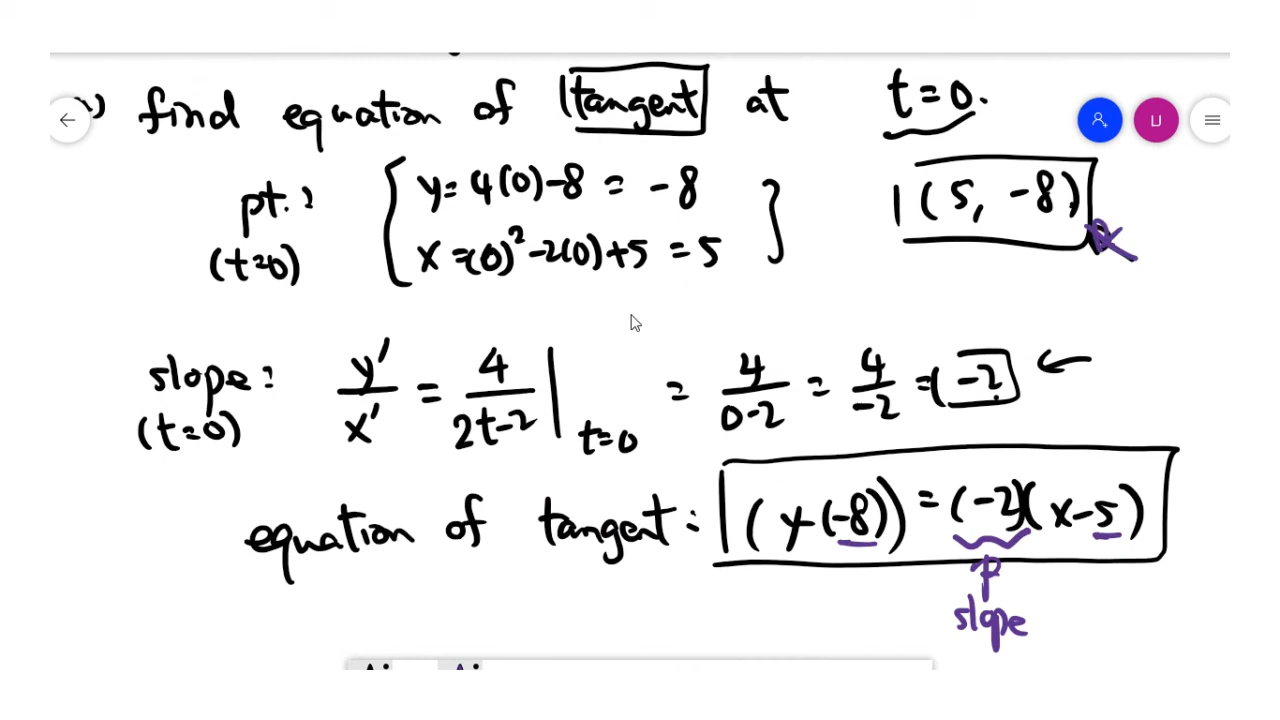 ) find equation of tangent at t=0.
pt.: y= 4(0)-8 = -8 (5, -8)
(t=0) x=(0)²-2(0)+5 = 5
slope: y'/x' = 4/(2t-2) | t=0 = 4/(0-2) = 4/-2 = -2 ←
(t=0)
equation of tangent: (y-(-8)) = (-2)(x-5)
slope